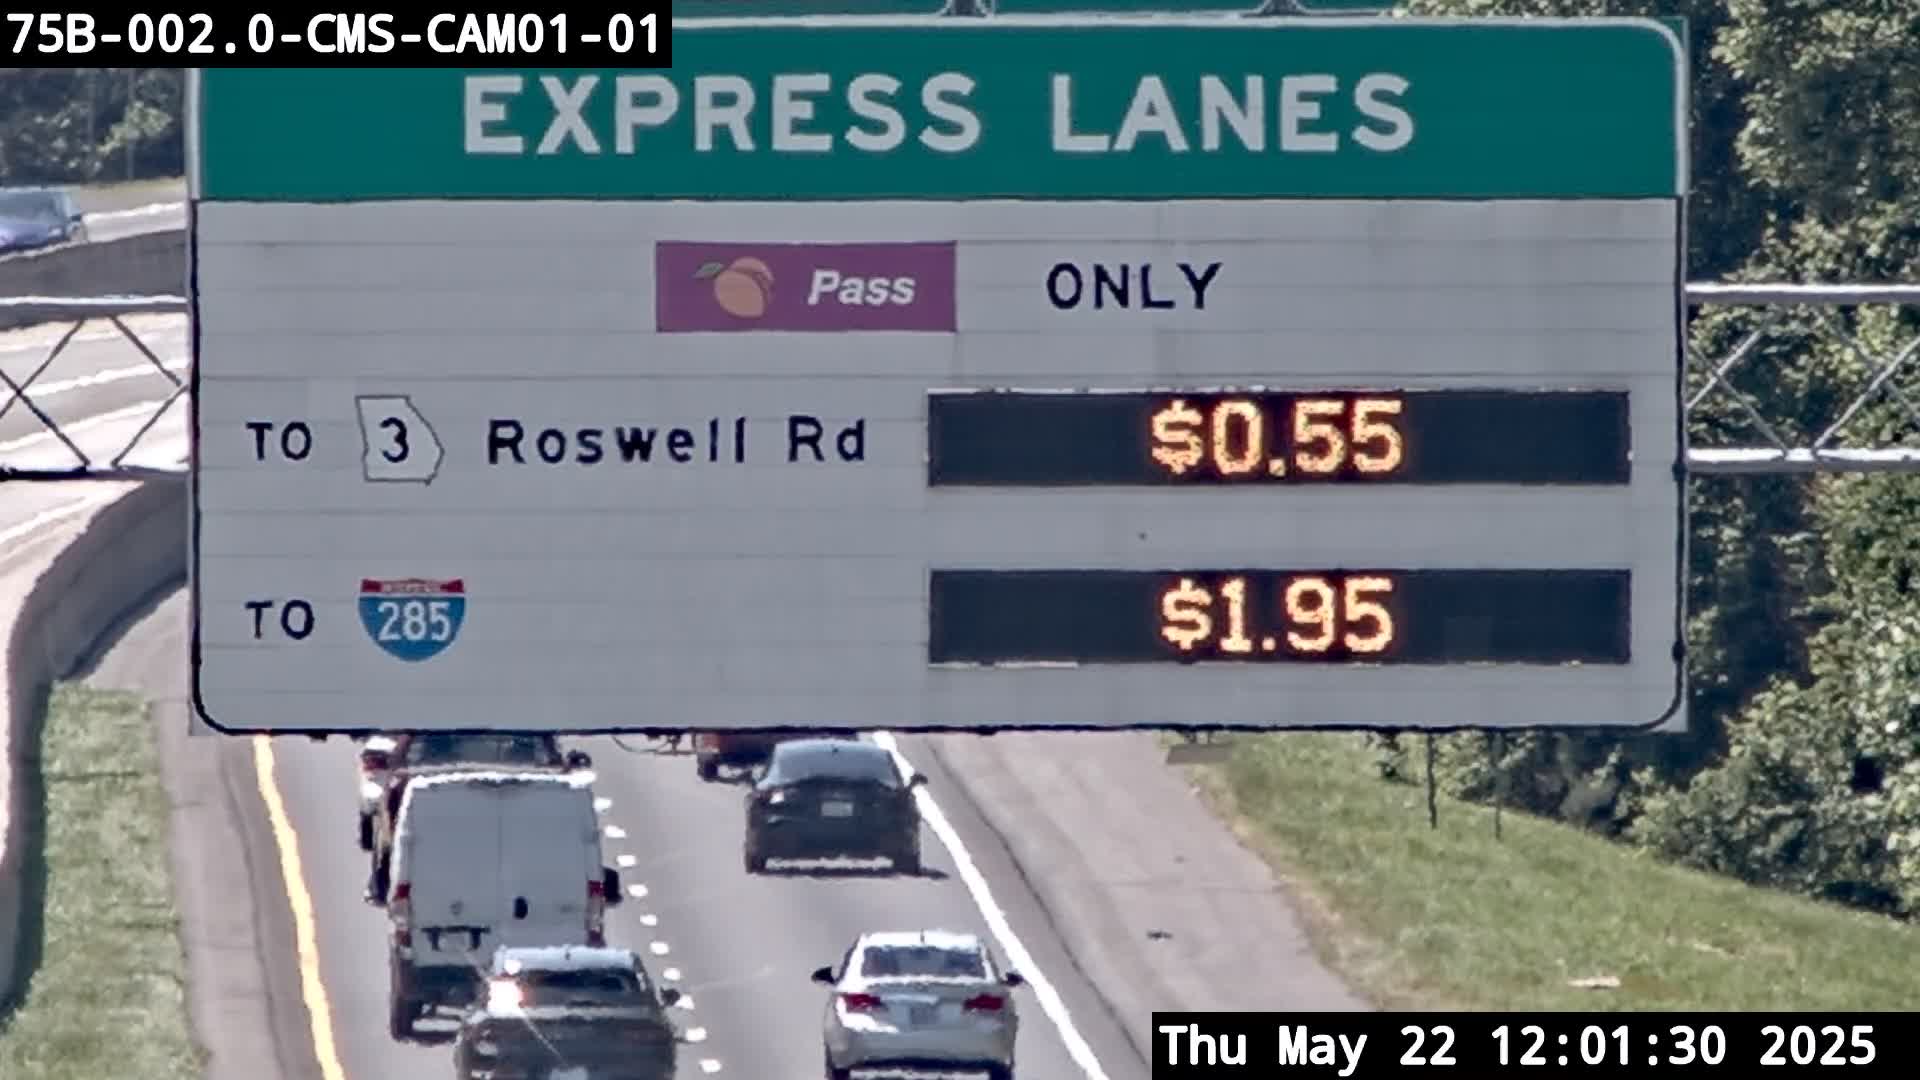 75B-002.0-CMS-CAM01-01
EXPRESS LANES
Pass ONLY
TO 3 Roswell Rd $0.55
TO 285 $1.95
Thu May 22 12:01:30 2025